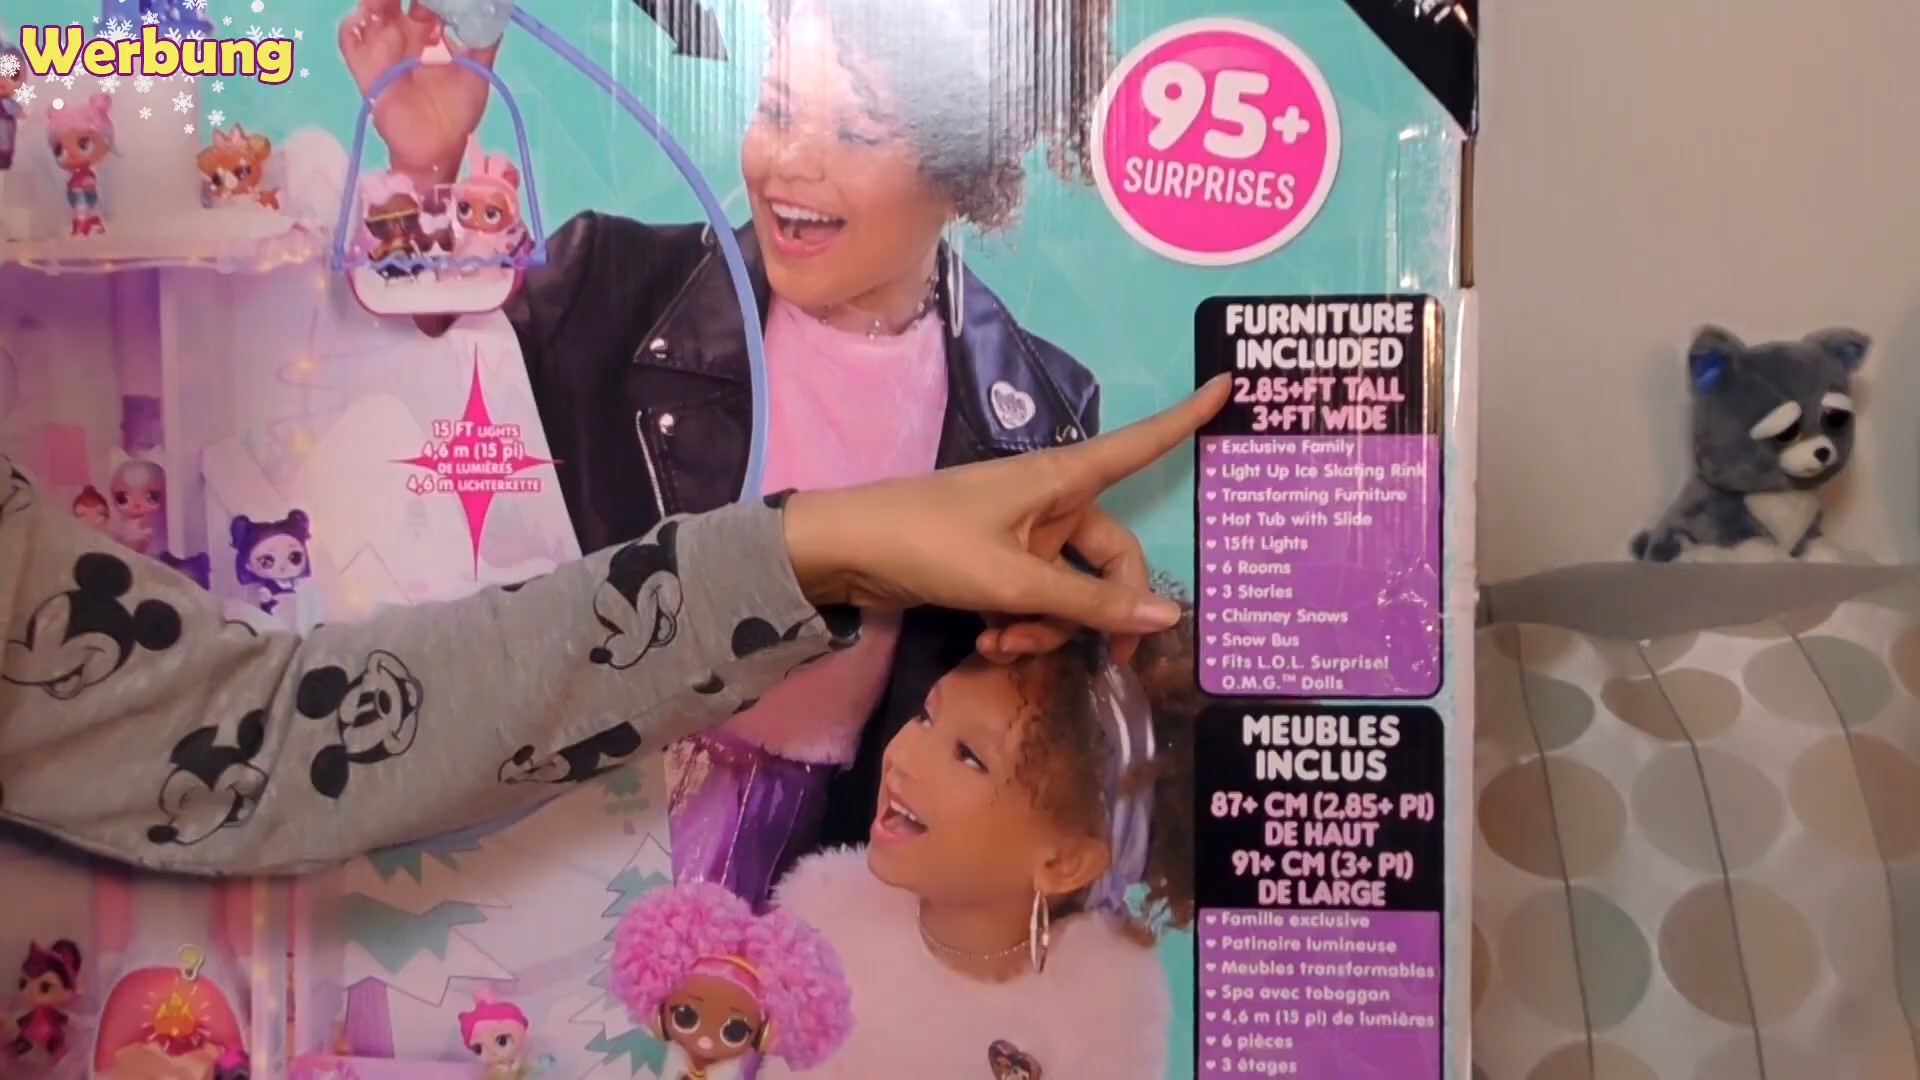 Werbung
95+
SURPRISES
15 FT LIGHTS
4,6 m (15 pi)
DE LUMIÈRES
4,6 m LICHTERKETTE
FURNITURE
INCLUDED
2.85+FT TALL
3+FT WIDE
Exclusive Family
Light Up Ice Skating Rink
Transforming Furniture
Hot Tub with Slide
15ft Lights
6 Rooms
3 Stories
Chimney Snows
Snow Bus
Fits L.O.L. Surprise!
O.M.G.™ Dolls
MEUBLES
INCLUS
87+ CM (2,85+ PI)
DE HAUT
91+ CM (3+ PI)
DE LARGE
Famille exclusive
Patinoire lumineuse
Meubles transformables
Spa avec toboggan
4,6 m (15 pi) de lumières
6 pièces
3 étages